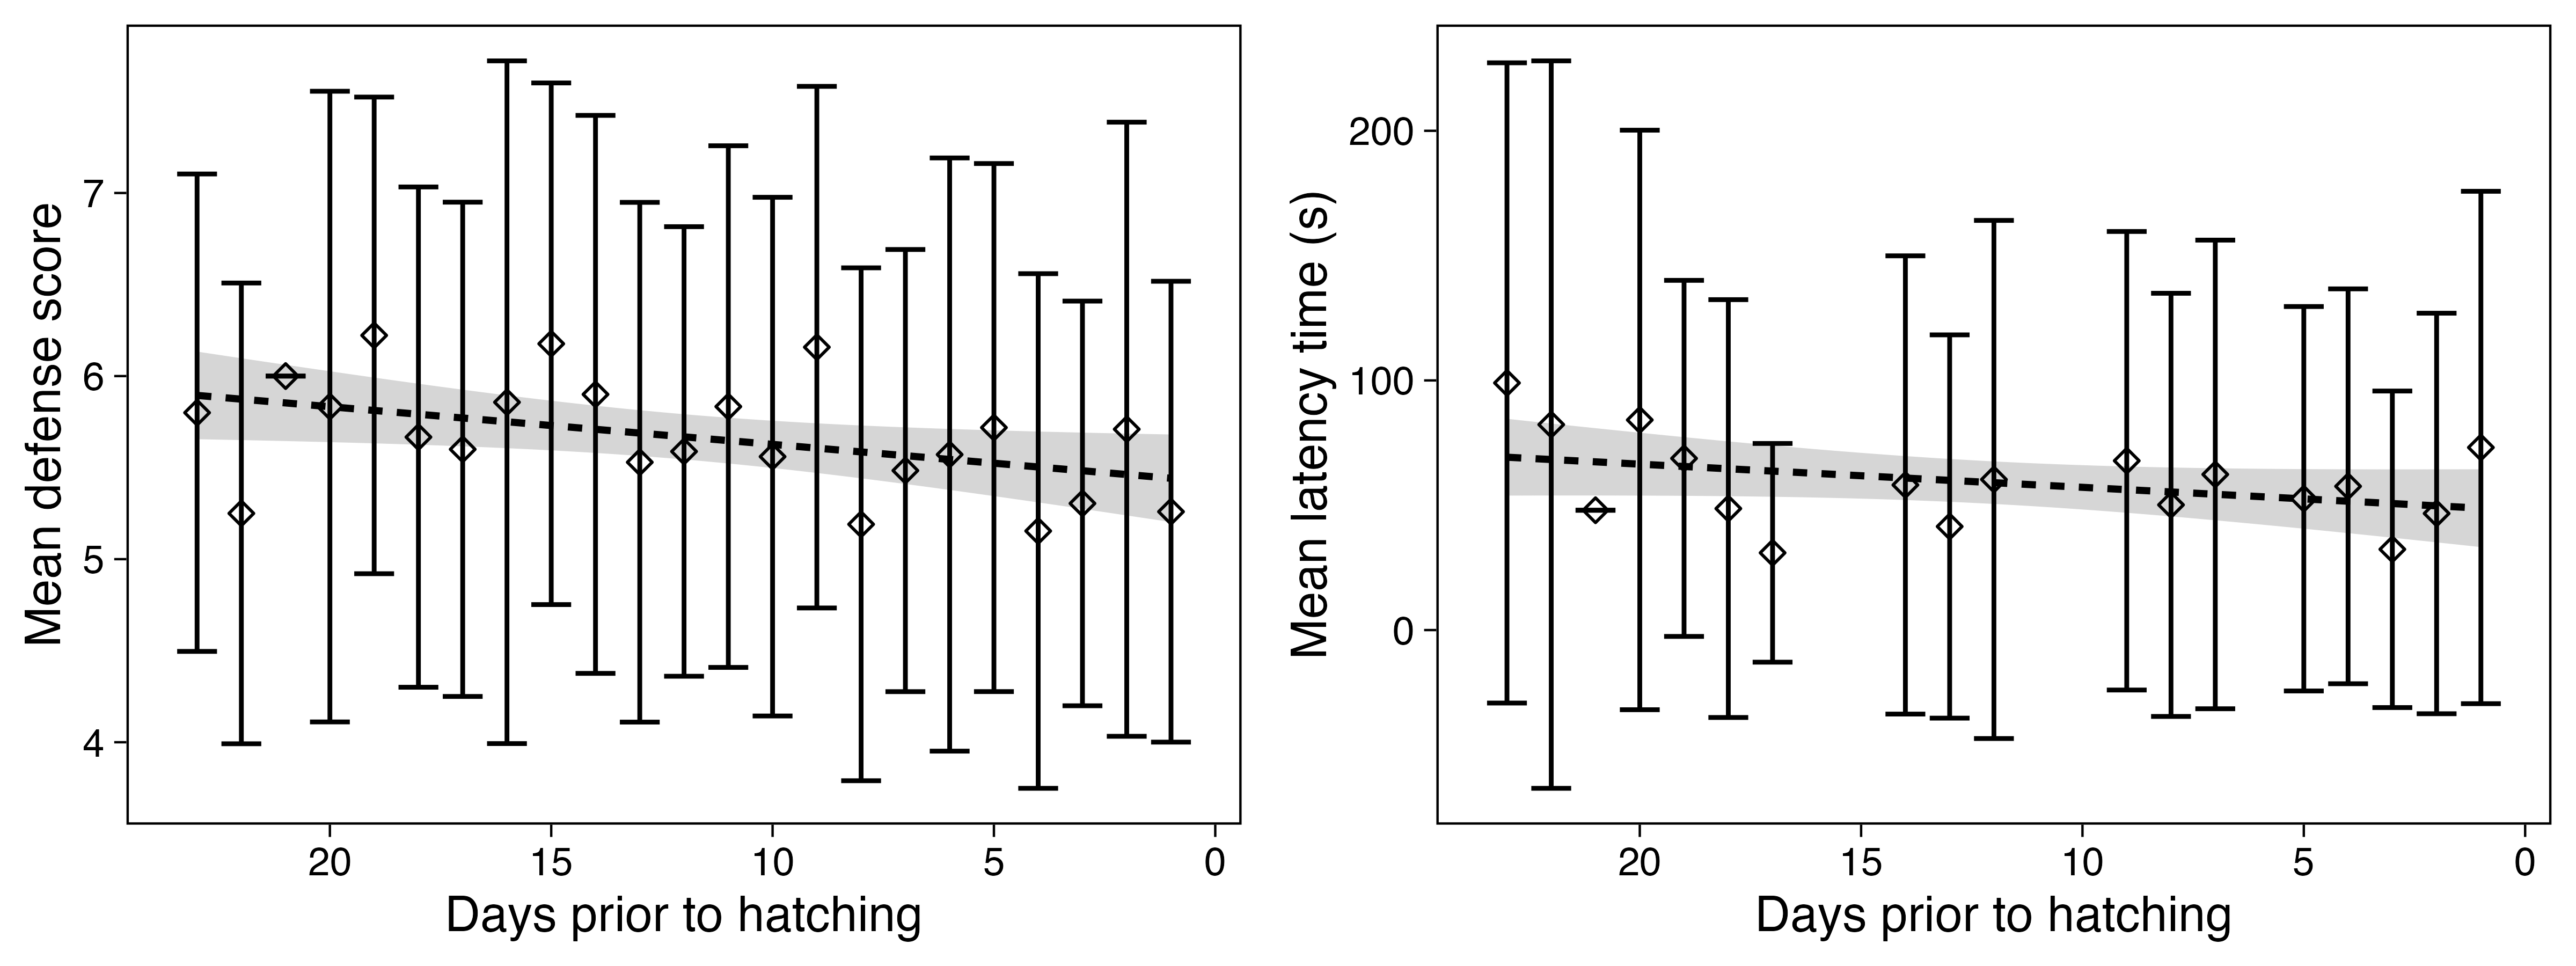 Mean defense score
7
6
5
4
20 15 10 5 0
Days prior to hatching
Mean latency time (s)
200
100
0
20 15 10 5 0
Days prior to hatching